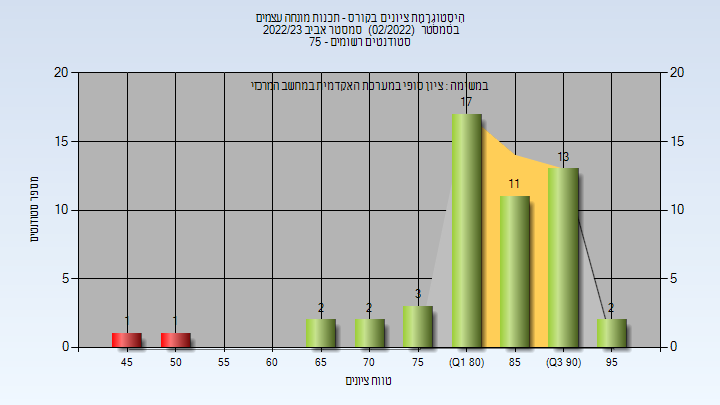 הִיסְטוֹגְרַמַת ציונים בקורס - תכנות מונחה עצמים
בסמסטר (02/2022) סמסטר אביב 2022/23
סטודנטים רשומים - 75
במשימה : ציון סופי במערכת האקדמית במחשב המרכזי
20 20
15 15
10 10
5 5
0 0
מספר סטודנטים
1 1 2 2 3 17 11 13 2
45 50 55 60 65 70 75 (Q1 80) 85 (Q3 90) 95
טווח ציונים